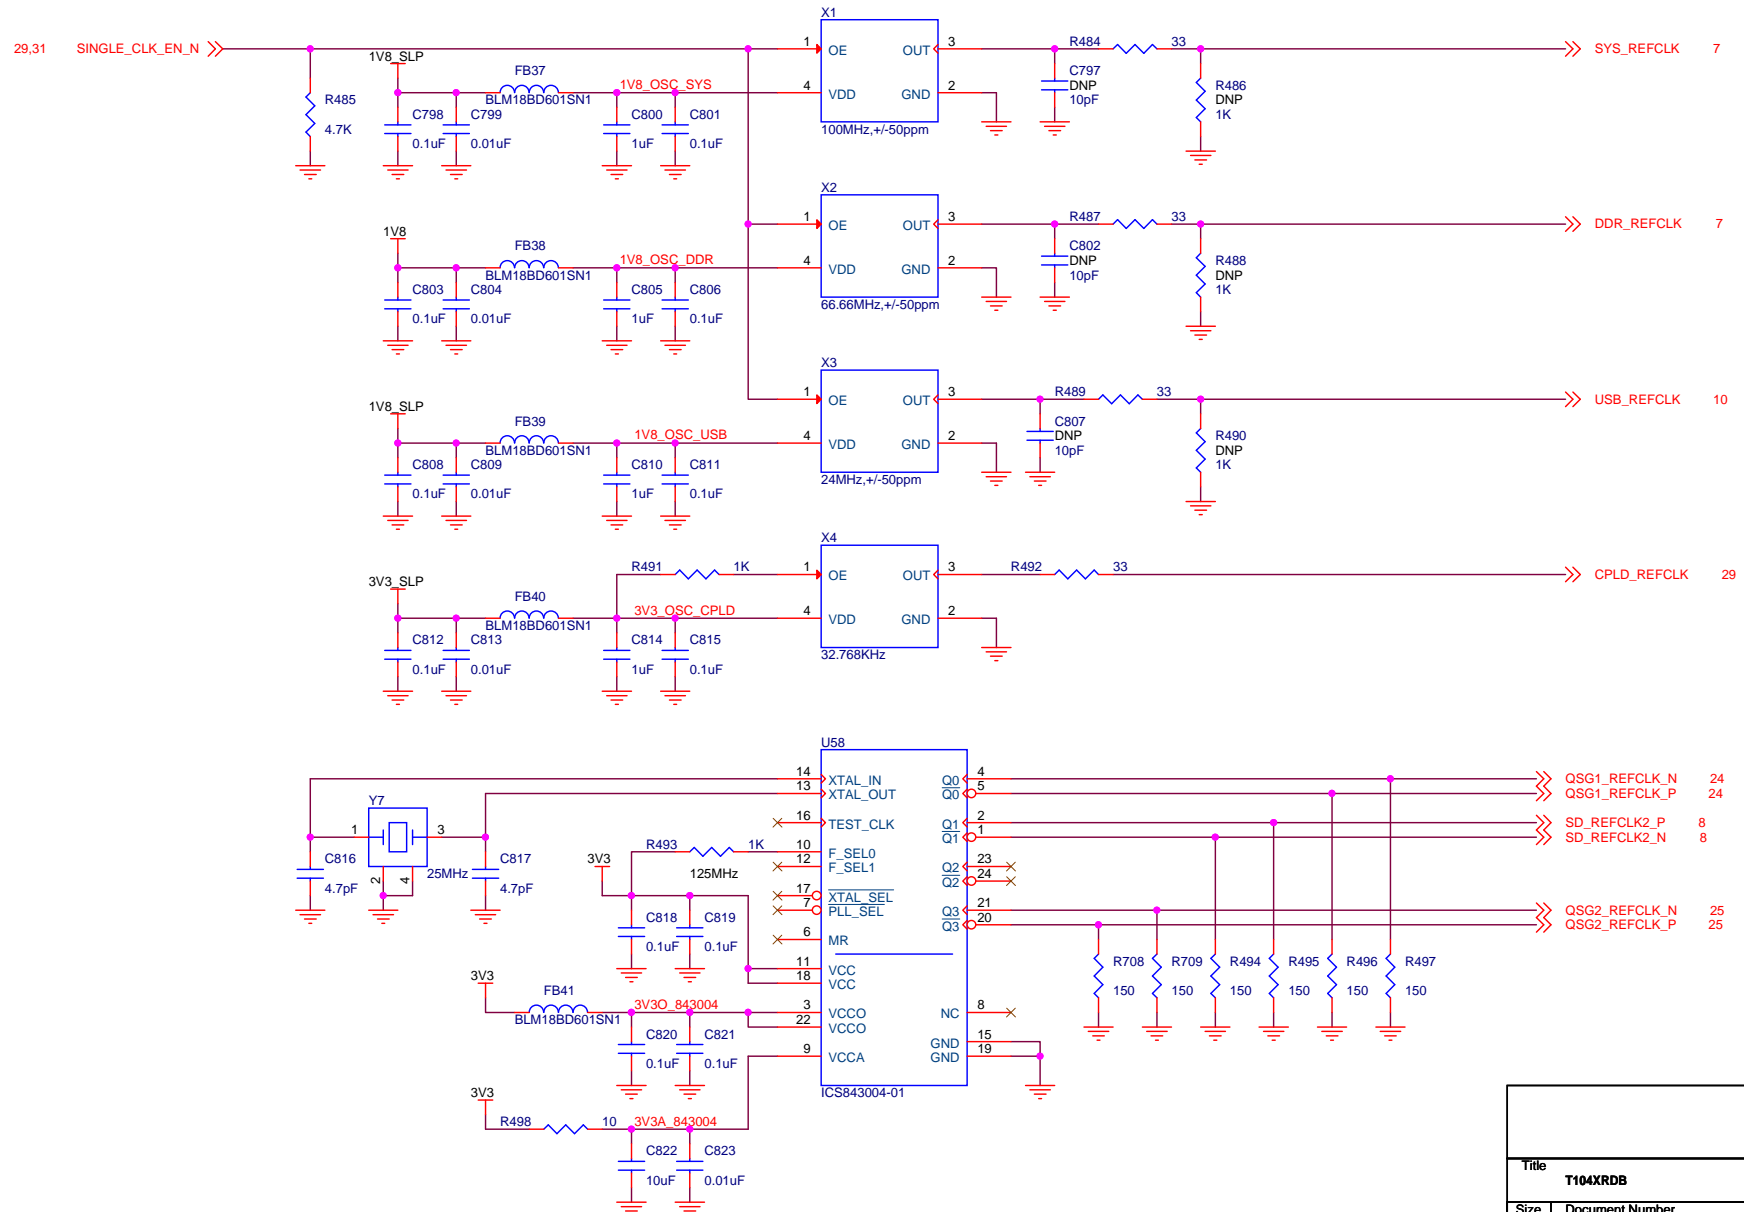 X1
29,31 SINGLE_CLK_EN_N
1 OE OUT 3
R484 33
SYS_REFCLK 7
1V8_SLP
FB37
BLM18BD601SN1
1V8_OSC_SYS
4 VDD GND 2
100MHz,+/-50ppm
R485
4.7K
C798
0.1uF
C799
0.01uF
C800
1uF
C801
0.1uF
C797
DNP
10pF
R486
DNP
1K
X2
1 OE OUT 3
R487 33
DDR_REFCLK 7
1V8
FB38
BLM18BD601SN1
1V8_OSC_DDR
4 VDD GND 2
66.66MHz,+/-50ppm
C803
0.1uF
C804
0.01uF
C805
1uF
C806
0.1uF
C802
DNP
10pF
R488
DNP
1K
X3
1 OE OUT 3
R489 33
USB_REFCLK 10
1V8_SLP
FB39
BLM18BD601SN1
1V8_OSC_USB
4 VDD GND 2
24MHz,+/-50ppm
C808
0.1uF
C809
0.01uF
C810
1uF
C811
0.1uF
C807
DNP
10pF
R490
DNP
1K
X4
R491 1K
1 OE OUT 3
R492 33
CPLD_REFCLK 29
3V3_SLP
FB40
BLM18BD601SN1
3V3_OSC_CPLD
4 VDD GND 2
32.768KHz
C812
0.1uF
C813
0.01uF
C814
1uF
C815
0.1uF
U58
14 XTAL_IN Q0 4
QSG1_REFCLK_N 24
13 XTAL_OUT Q0 5
QSG1_REFCLK_P 24
Y7
1 3
2 4
25MHz
C816
4.7pF
C817
4.7pF
16 TEST_CLK Q1 2
SD_REFCLK2_P 8
Q1 1
SD_REFCLK2_N 8
3V3
R493 1K
125MHz
10 F_SEL0
12 F_SEL1 Q2 23
Q2 24
17 XTAL_SEL
7 PLL_SEL Q3 21
QSG2_REFCLK_N 25
Q3 20
QSG2_REFCLK_P 25
C818
0.1uF
C819
0.1uF
6 MR
11 VCC
18 VCC
R708
150
R709
150
R494
150
R495
150
R496
150
R497
150
3V3
FB41
BLM18BD601SN1
3V3O_843004
3 VCCO NC 8
22 VCCO
C820
0.1uF
C821
0.1uF
GND 15
9 VCCA GND 19
ICS843004-01
3V3
R498 10
3V3A_843004
C822
10uF
C823
0.01uF
Title
T104XRDB
Size Document Number